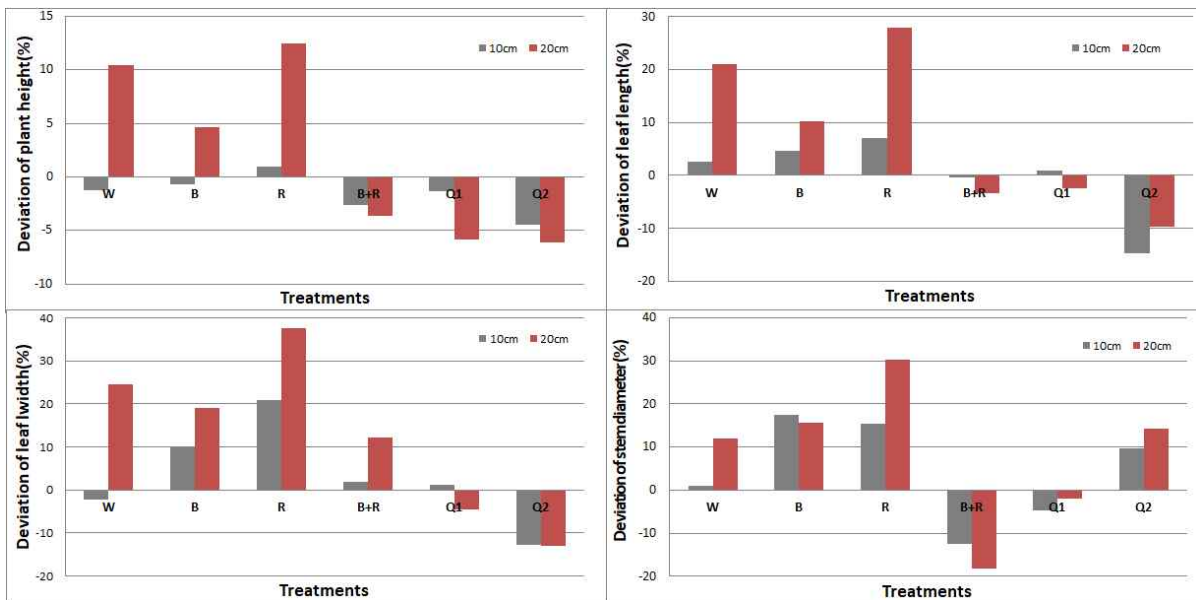 Deviation of plant height(%)
15
10
5
0
-5
-10
10cm 20cm
W B R B+R Q1 Q2
Treatments
Deviation of leaf length(%)
30
20
10
0
-10
-20
10cm 20cm
W B R B+R Q1 Q2
Treatments
Deviation of leaf lwidth(%)
40
30
20
10
0
-10
-20
10cm 20cm
W B R B+R Q1 Q2
Treatments
Deviation of stemdiameter(%)
40
30
20
10
0
-10
-20
10cm 20cm
W B R B+R Q1 Q2
Treatments